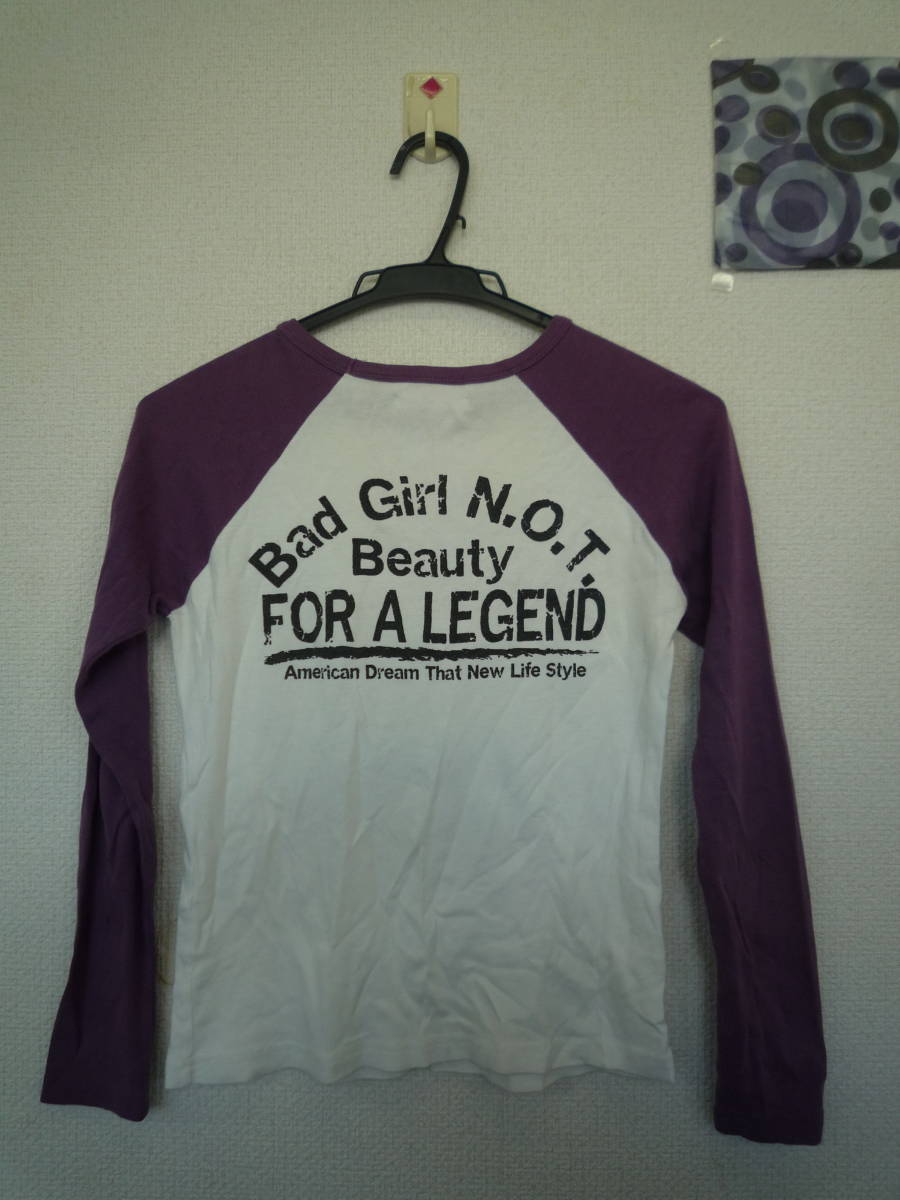 Bad Girl N.O.T.
Beauty
FOR A LEGEND
American Dream That New Life Style